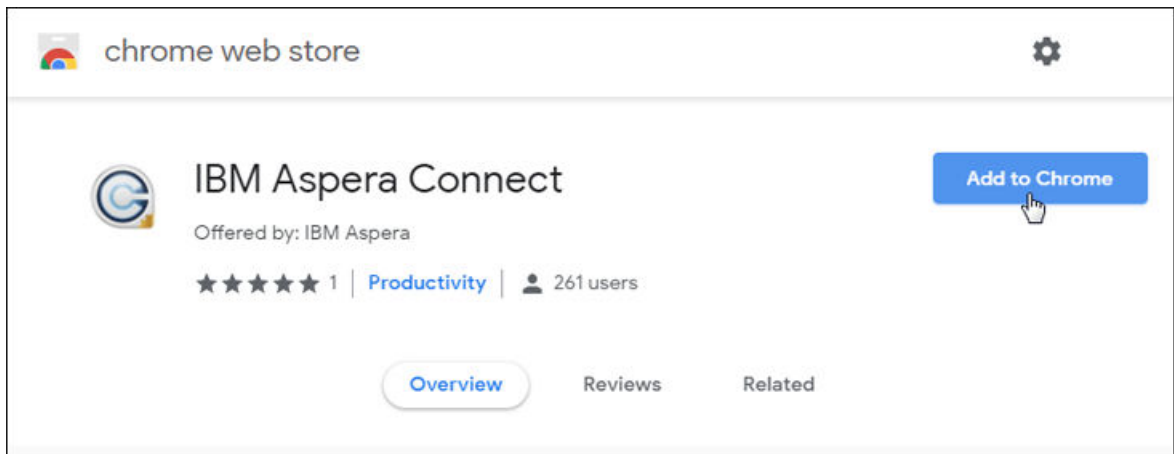 chrome web store
IBM Aspera Connect
Add to Chrome
Offered by: IBM Aspera
1 | Productivity | 261 users
Overview Reviews Related